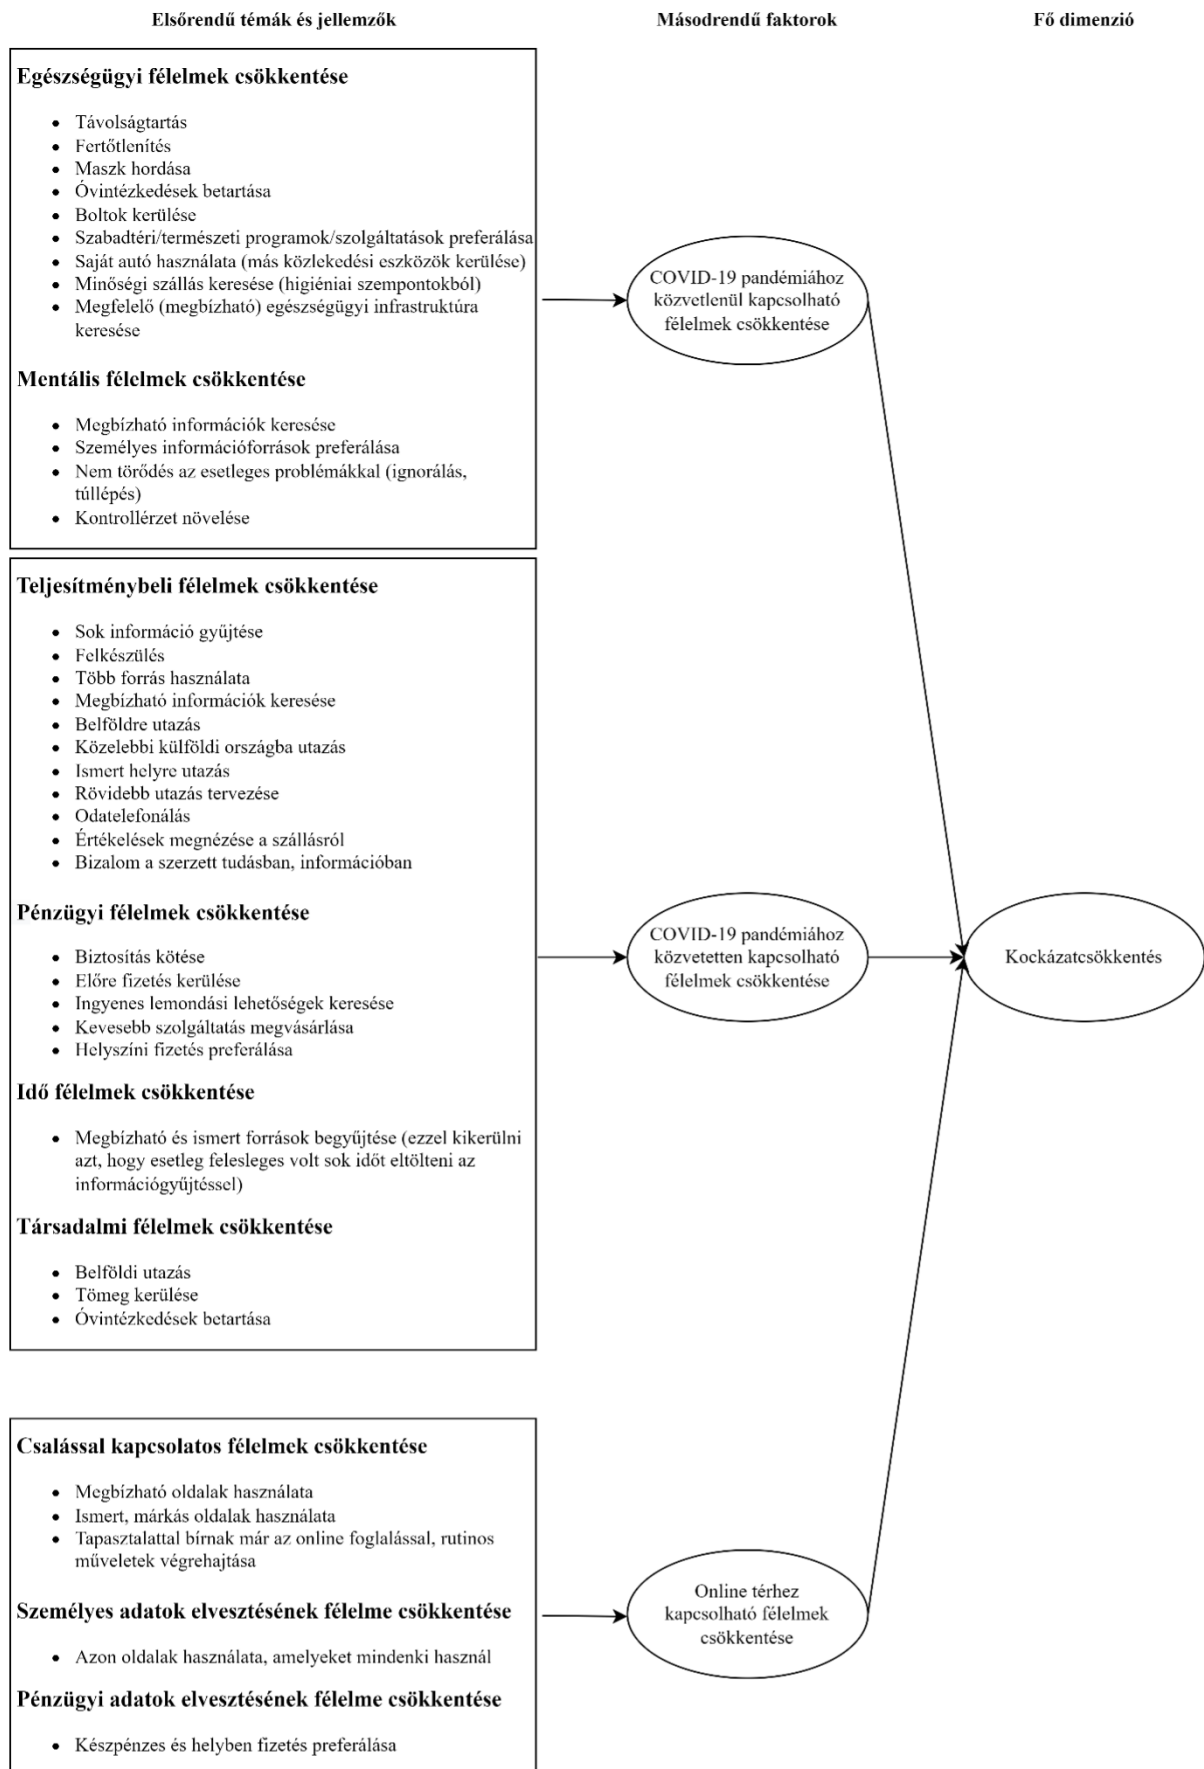 Elsőrendű témák és jellemzők
Másodrendű faktorok
Fő dimenzió
Egészségügyi félelmek csökkentése
• Távolságtartás
• Fertőtlenítés
• Maszk hordása
• Óvintézkedések betartása
• Boltok kerülése
• Szabadtéri/természeti programok/szolgáltatások preferálása
• Saját autó használata (más közlekedési eszközök kerülése)
• Minőségi szállás keresése (higiéniai szempontokból)
• Megfelelő (megbízható) egészségügyi infrastruktúra
keresése
Mentális félelmek csökkentése
• Megbízható információk keresése
• Személyes információforrások preferálása
• Nem törődés az esetleges problémákkal (ignorálás,
túllépés)
• Kontrollérzet növelése
COVID-19 pandémiához
közvetlenül kapcsolható
félelmek csökkentése
Teljesítménybeli félelmek csökkentése
• Sok információ gyűjtése
• Felkészülés
• Több forrás használata
• Megbízható információk keresése
• Belföldre utazás
• Közelebbi külföldi országba utazás
• Ismert helyre utazás
• Rövidebb utazás tervezése
• Odatelefonálás
• Értékelések megnézése a szállásról
• Bizalom a szerzett tudásban, információban
Pénzügyi félelmek csökkentése
• Biztosítás kötése
• Előre fizetés kerülése
• Ingyenes lemondási lehetőségek keresése
• Kevesebb szolgáltatás megvásárlása
• Helyszíni fizetés preferálása
Idő félelmek csökkentése
• Megbízható és ismert források begyűjtése (ezzel kikerülni
azt, hogy esetleg felesleges volt sok időt eltölteni az
információgyűjtéssel)
Társadalmi félelmek csökkentése
• Belföldi utazás
• Tömeg kerülése
• Óvintézkedések betartása
COVID-19 pandémiához
közvetetten kapcsolható
félelmek csökkentése
Kockázatcsökkentés
Csalással kapcsolatos félelmek csökkentése
• Megbízható oldalak használata
• Ismert, márkás oldalak használata
• Tapasztalattal bírnak már az online foglalással, rutinos
műveletek végrehajtása
Személyes adatok elvesztésének félelme csökkentése
• Azon oldalak használata, amelyeket mindenki használ
Pénzügyi adatok elvesztésének félelme csökkentése
• Készpénzes és helyben fizetés preferálása
Online térhez
kapcsolható félelmek
csökkentése